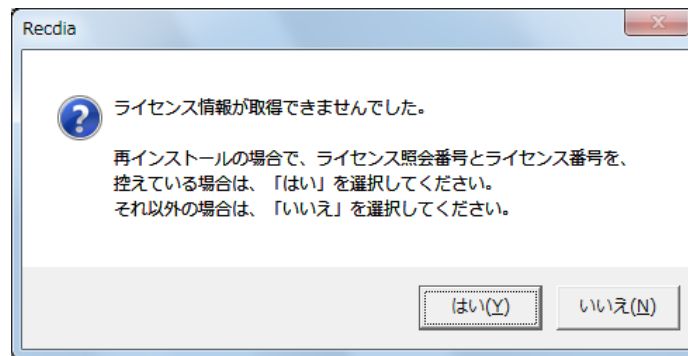 Recdia
ライセンス情報が取得できませんでした。
再インストールの場合で、ライセンス照会番号とライセンス番号を、
控えている場合は、「はい」を選択してください。
それ以外の場合は、「いいえ」を選択してください。
はい(Y)
いいえ(N)